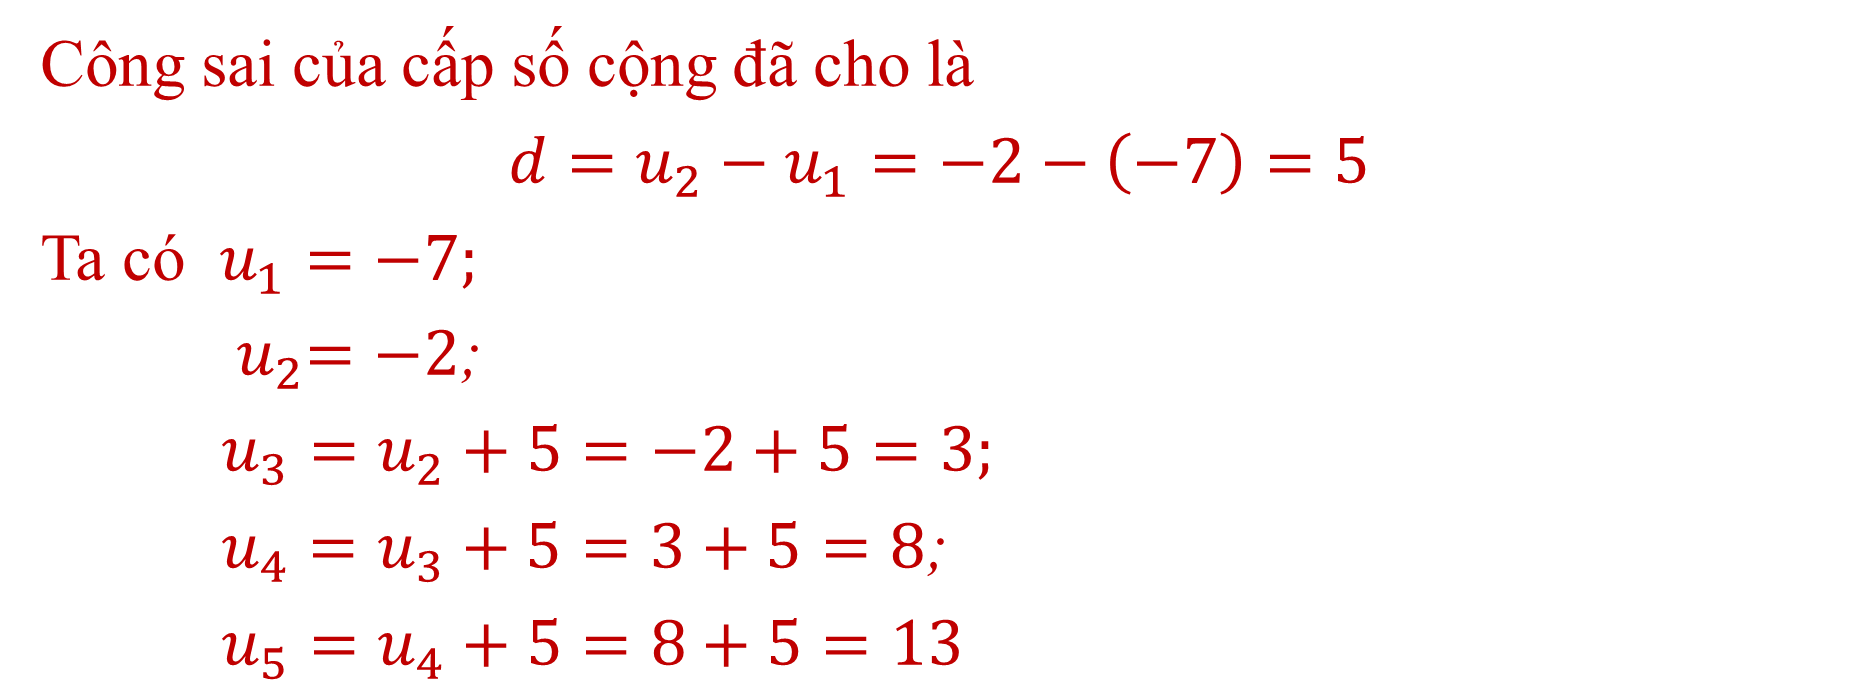 Công sai của cấp số cộng đã cho là
d = u₂ − u₁ = −2 − (−7) = 5
Ta có u₁ = −7;
u₂= −2;
u₃ = u₂ + 5 = −2 + 5 = 3;
u₄ = u₃ + 5 = 3 + 5 = 8;
u₅ = u₄ + 5 = 8 + 5 = 13